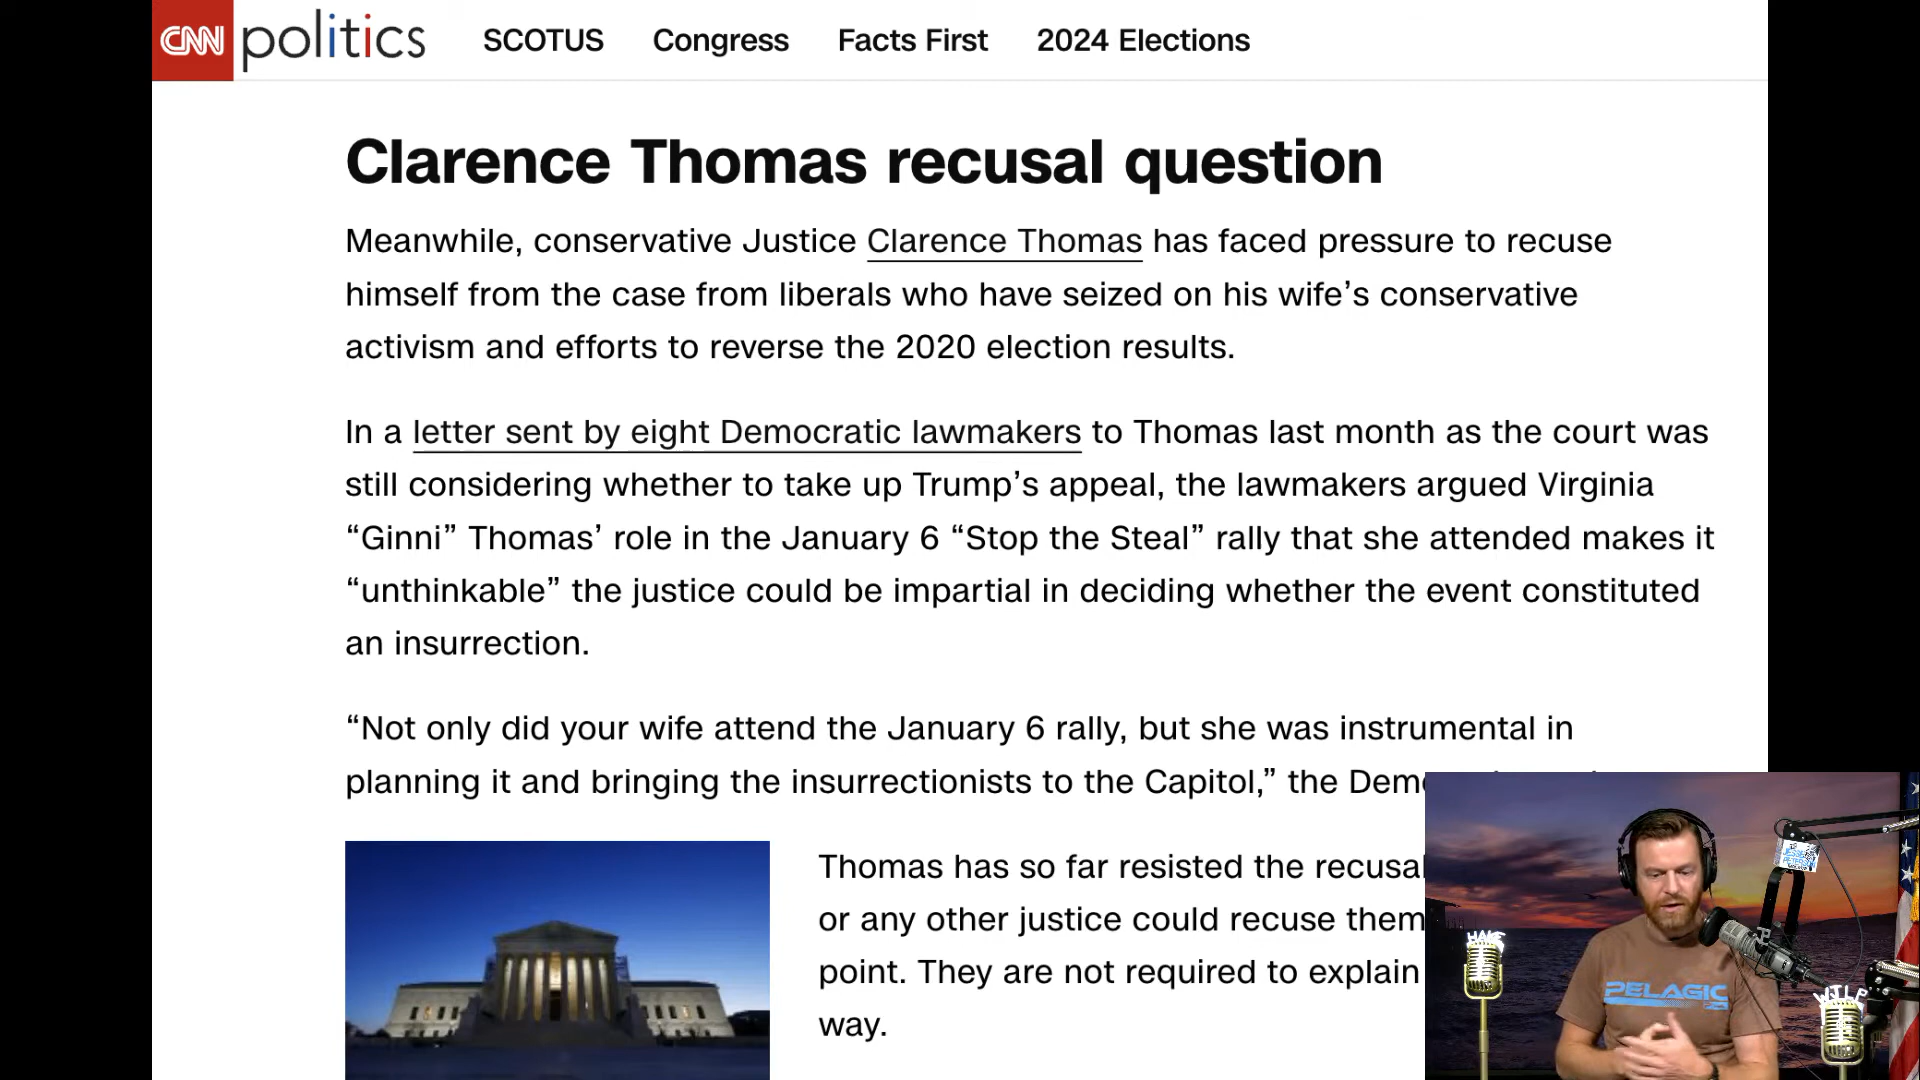 CNN politics SCOTUS Congress Facts First 2024 Elections
Clarence Thomas recusal question
Meanwhile, conservative Justice Clarence Thomas has faced pressure to recuse
himself from the case from liberals who have seized on his wife’s conservative
activism and efforts to reverse the 2020 election results.
In a letter sent by eight Democratic lawmakers to Thomas last month as the court was
still considering whether to take up Trump’s appeal, the lawmakers argued Virginia
“Ginni” Thomas’ role in the January 6 “Stop the Steal” rally that she attended makes it
“unthinkable” the justice could be impartial in deciding whether the event constituted
an insurrection.
“Not only did your wife attend the January 6 rally, but she was instrumental in
planning it and bringing the insurrectionists to the Capitol,” the
Thomas has so far resisted the
or any other justice could recuse
point. They are not required to explain
way.
JESSE
PETERSON
HAKE
PELAGIC
WJLP